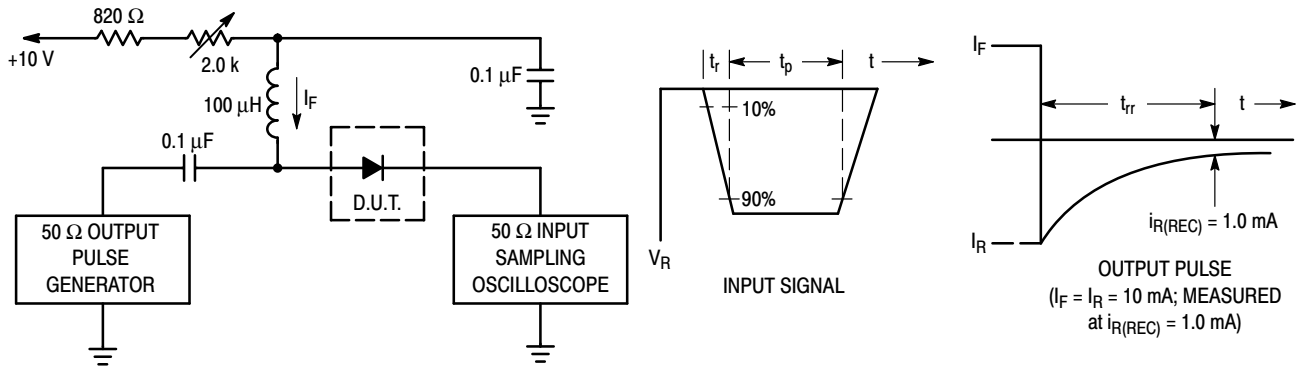 820 Ω
+10 V
2.0 k
100 µH
I_F
0.1 µF
0.1 µF
D.U.T.
50 Ω OUTPUT
PULSE
GENERATOR
50 Ω INPUT
SAMPLING
OSCILLOSCOPE
t_r
t_p
t
10%
90%
V_R
INPUT SIGNAL
I_F
t_rr
t
I_R
i_R(REC) = 1.0 mA
OUTPUT PULSE
(I_F = I_R = 10 mA; MEASURED
at i_R(REC) = 1.0 mA)